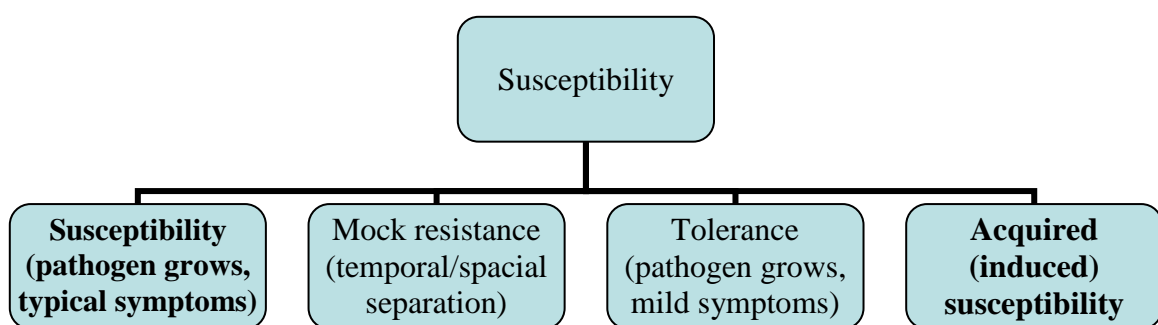 Susceptibility
Susceptibility
(pathogen grows,
typical symptoms)
Mock resistance
(temporal/spacial
separation)
Tolerance
(pathogen grows,
mild symptoms)
Acquired
(induced)
susceptibility